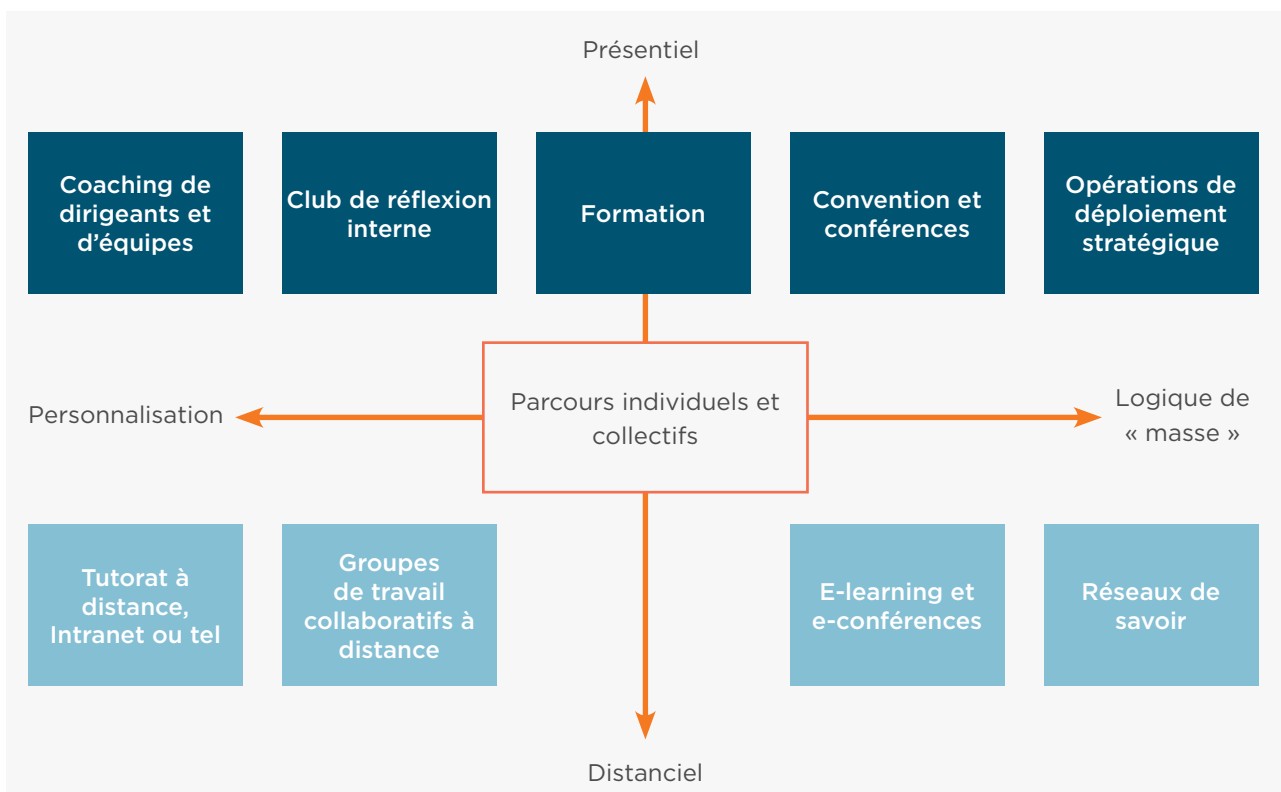 Présentiel
Coaching de
dirigeants et
d'équipes
Club de réflexion
interne
Formation
Convention et
conférences
Opérations de
déploiement
stratégique
Personnalisation
Parcours individuels et
collectifs
Logique de
« masse »
Tutorat à
distance,
Intranet ou tel
Groupes
de travail
collaboratifs à
distance
E-learning et
e-conférences
Réseaux de
savoir
Distanciel